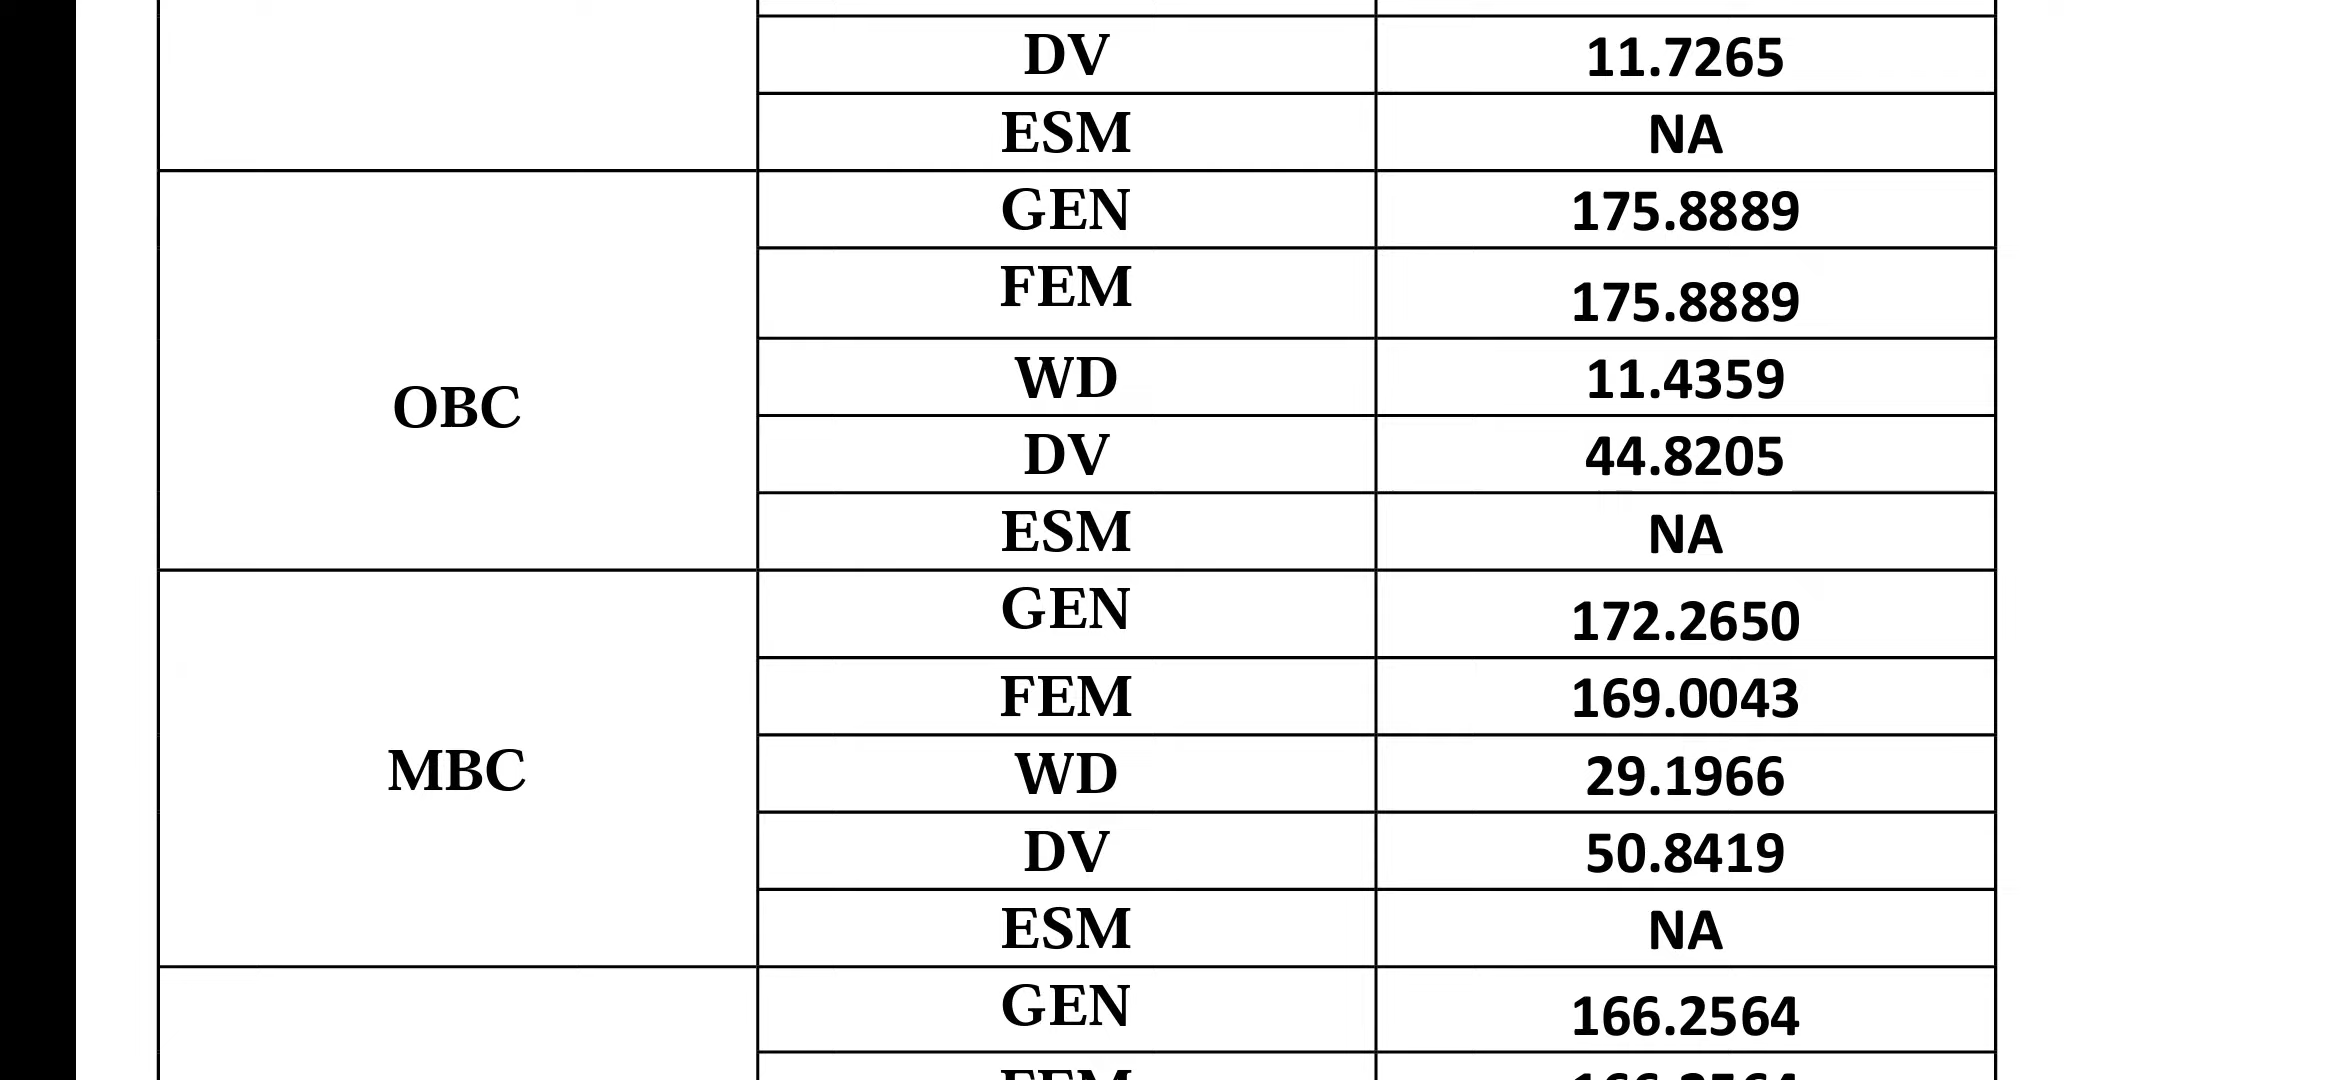 DV 11.7265
ESM NA
OBC
GEN 175.8889
FEM 175.8889
WD 11.4359
DV 44.8205
ESM NA
MBC
GEN 172.2650
FEM 169.0043
WD 29.1966
DV 50.8419
ESM NA
GEN 166.2564